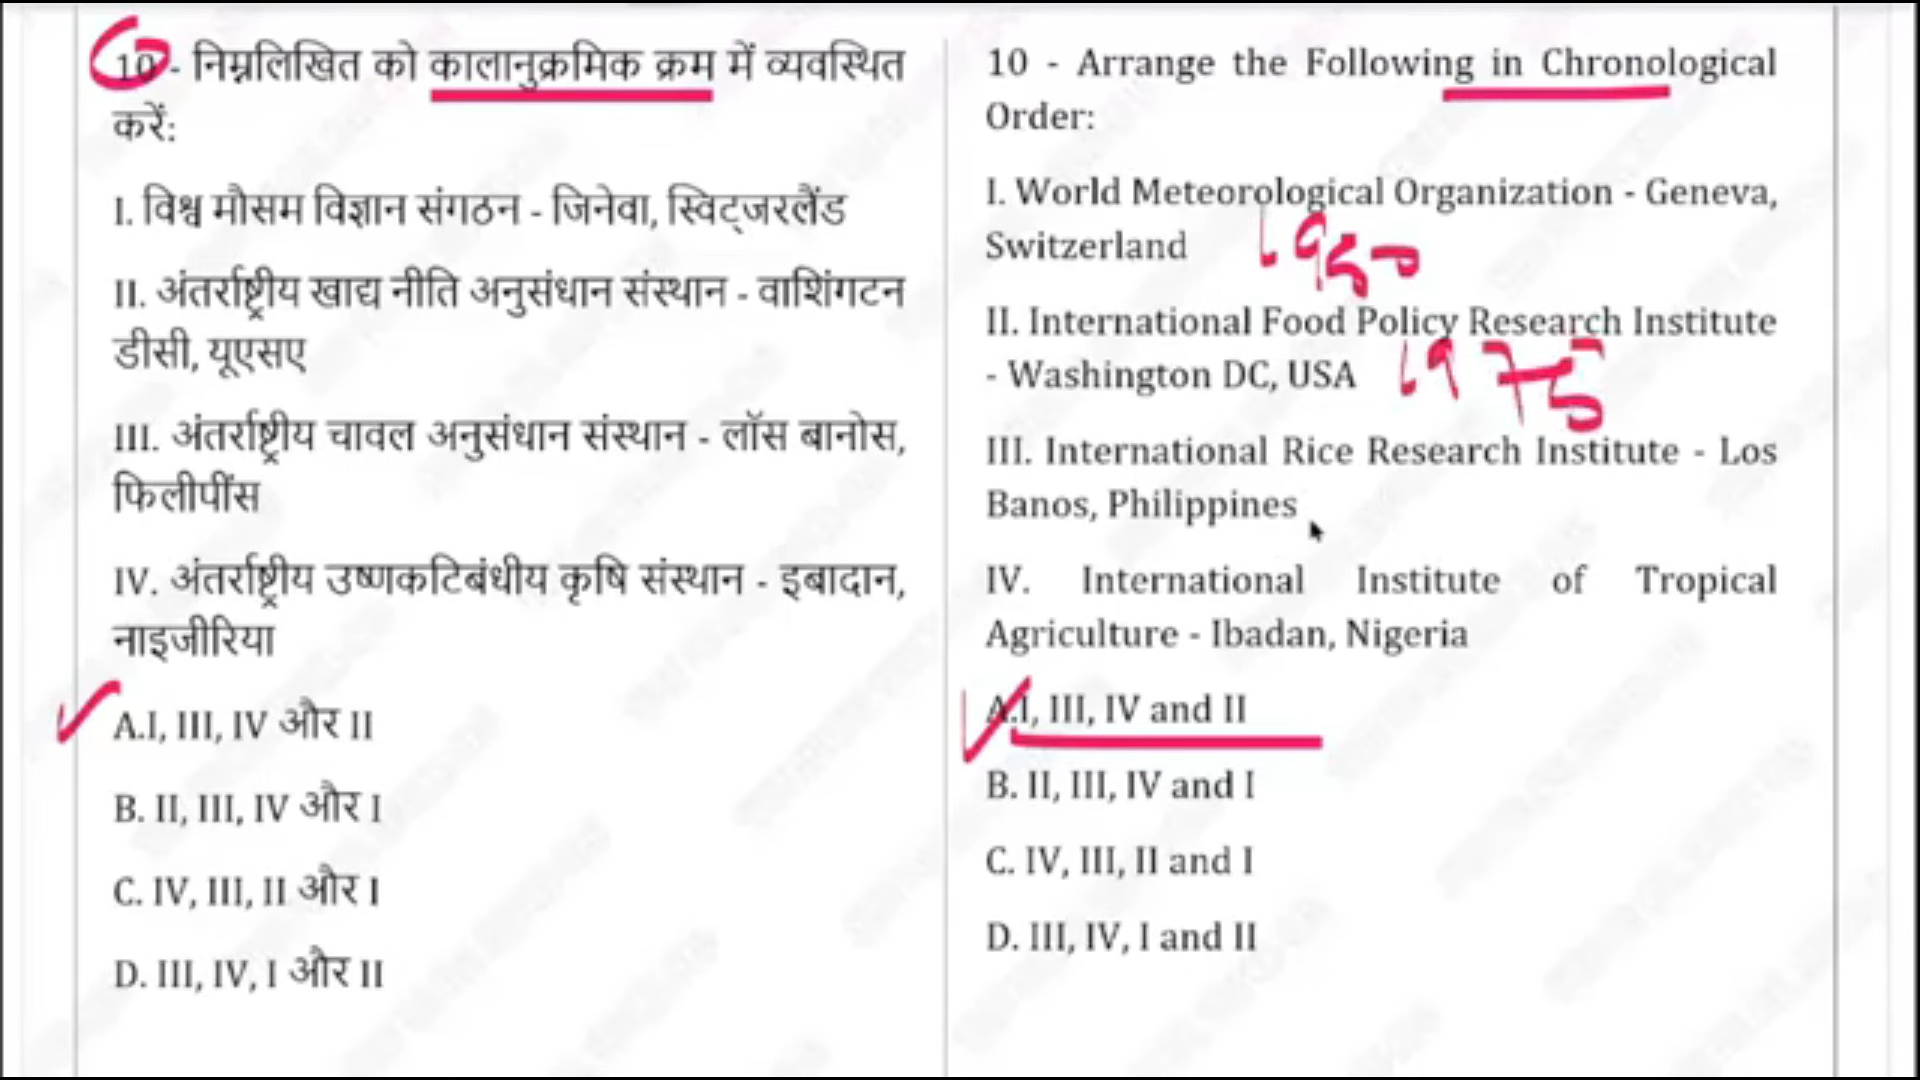 10 - निम्नलिखित को कालानुक्रमिक क्रम में व्यवस्थित
करें:
I. विश्व मौसम विज्ञान संगठन - जिनेवा, स्विट्जरलैंड
II. अंतर्राष्ट्रीय खाद्य नीति अनुसंधान संस्थान - वाशिंगटन
डीसी, यूएसए
III. अंतर्राष्ट्रीय चावल अनुसंधान संस्थान - लॉस बानोस,
फिलीपींस
IV. अंतर्राष्ट्रीय उष्णकटिबंधीय कृषि संस्थान - इबादान,
नाइजीरिया
A.I, III, IV और II
B. II, III, IV और I
C. IV, III, II और I
D. III, IV, I और II
10 - Arrange the Following in Chronological
Order:
I. World Meteorological Organization - Geneva,
Switzerland 1950
II. International Food Policy Research Institute
- Washington DC, USA 1975
III. International Rice Research Institute - Los
Banos, Philippines
IV. International Institute of Tropical
Agriculture - Ibadan, Nigeria
A.I, III, IV and II
B. II, III, IV and I
C. IV, III, II and I
D. III, IV, I and II